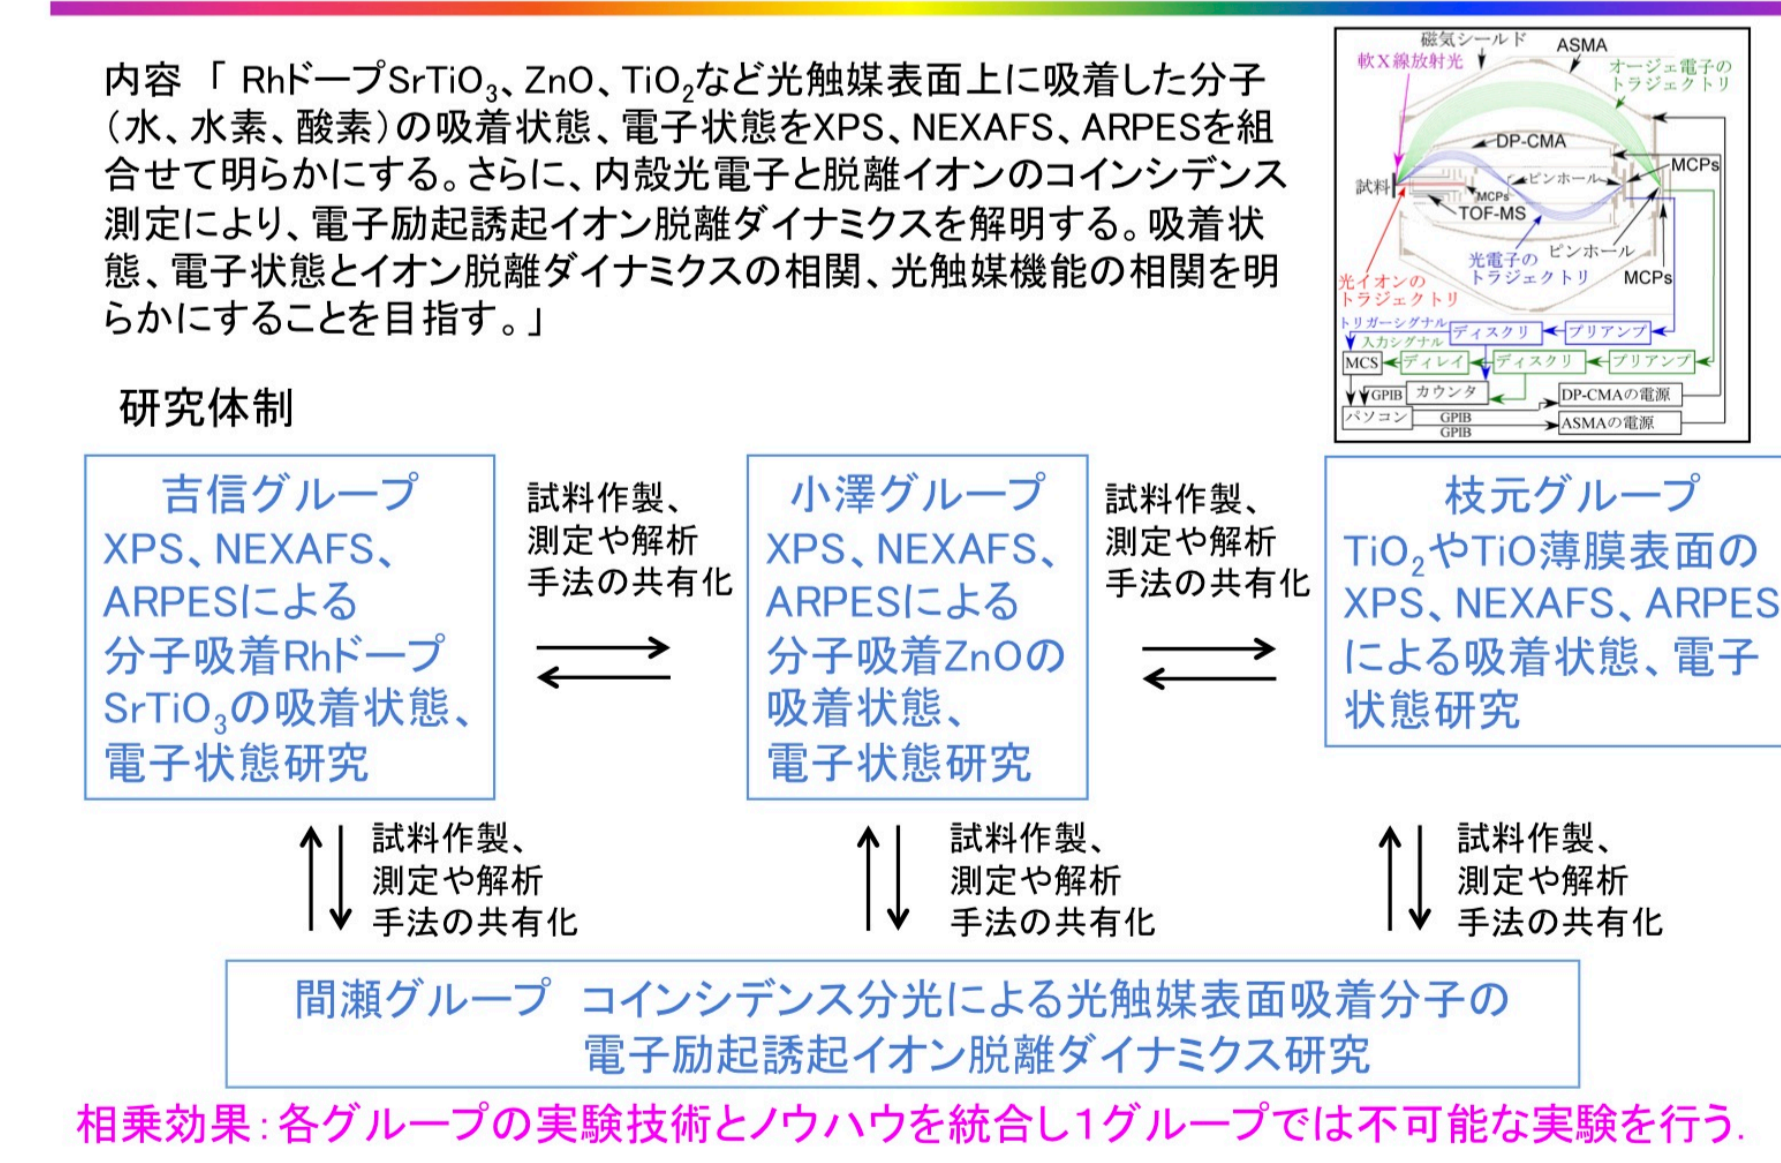 内容 「 RhドープSrTiO₃、ZnO、TiO₂など光触媒表面上に吸着した分子
（水、水素、酸素）の吸着状態、電子状態をXPS、NEXAFS、ARPESを組
合せて明らかにする。さらに、内殻光電子と脱離イオンのコインシデンス
測定により、電子励起誘起イオン脱離ダイナミクスを解明する。吸着状
態、電子状態とイオン脱離ダイナミクスの相関、光触媒機能の相関を明
らかにすることを目指す。」
磁気シールド
ASMA
軟X線放射光
オージェ電子の
トラジェクトリ
DP-CMA
MCPs
試料
ピンホール
MCPs
TOF-MS
ピンホール
光電子の
トラジェクトリ
MCPs
光イオンの
トラジェクトリ
トリガーシグナル
ディスクリ
プリアンプ
入力シグナル
MCS
ディレイ
ディスクリ
プリアンプ
GPIB
カウンタ
DP-CMAの電源
パソコン
GPIB
GPIB
ASMAの電源
研究体制
吉信グループ
XPS、NEXAFS、
ARPESによる
分子吸着Rhドープ
SrTiO₃の吸着状態、
電子状態研究
試料作製、
測定や解析
手法の共有化
小澤グループ
XPS、NEXAFS、
ARPESによる
分子吸着ZnOの
吸着状態、
電子状態研究
試料作製、
測定や解析
手法の共有化
枝元グループ
TiO₂やTiO薄膜表面の
XPS、NEXAFS、ARPES
による吸着状態、電子
状態研究
試料作製、
測定や解析
手法の共有化
試料作製、
測定や解析
手法の共有化
試料作製、
測定や解析
手法の共有化
間瀬グループ コインシデンス分光による光触媒表面吸着分子の
電子励起誘起イオン脱離ダイナミクス研究
相乗効果：各グループの実験技術とノウハウを統合し１グループでは不可能な実験を行う.